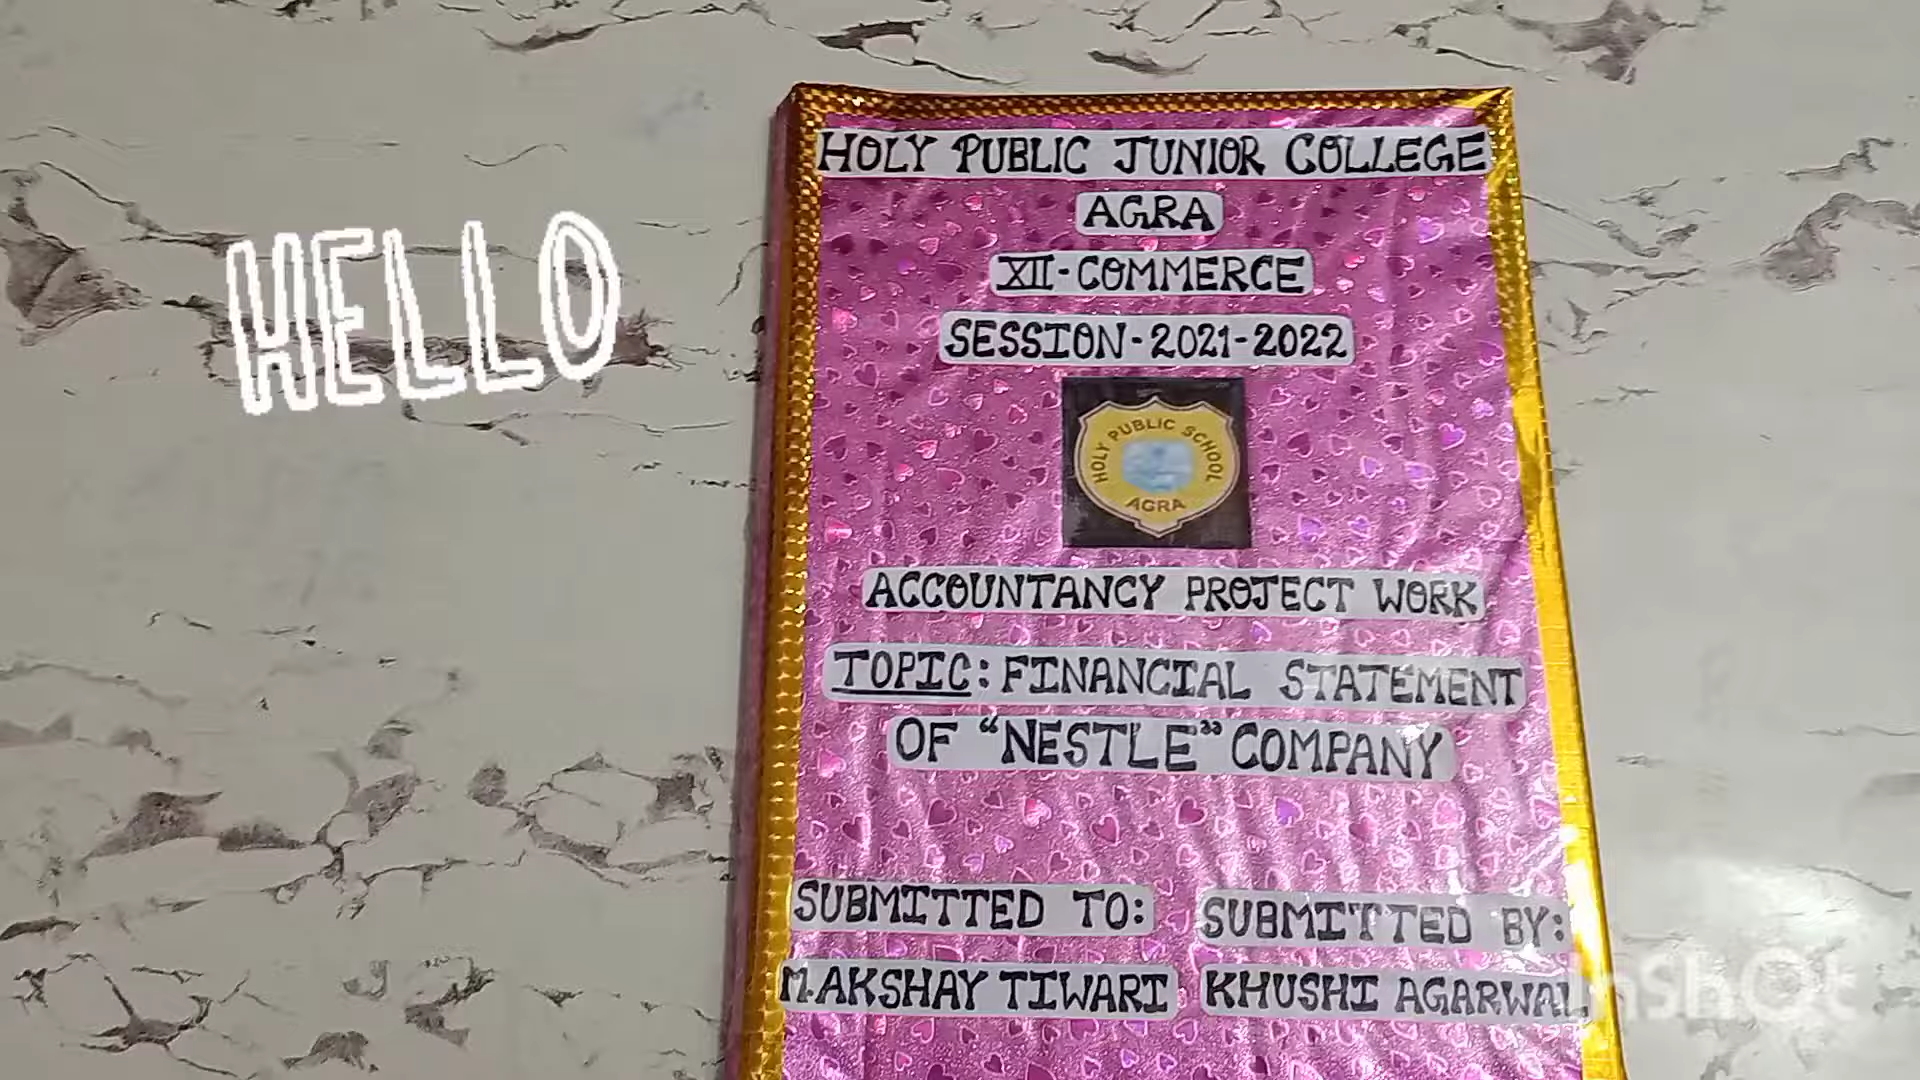 HELLO
HOLY PUBLIC JUNIOR COLLEGE
AGRA
XII-COMMERCE
SESSION-2021-2022
HOLY PUBLIC SCHOOL
AGRA
ACCOUNTANCY PROJECT WORK
TOPIC: FINANCIAL STATEMENT
OF “NESTLE” COMPANY
SUBMITTED TO: SUBMITTED BY:
M.AKSHAY TIWARI KHUSHI AGARWAL
InShOt